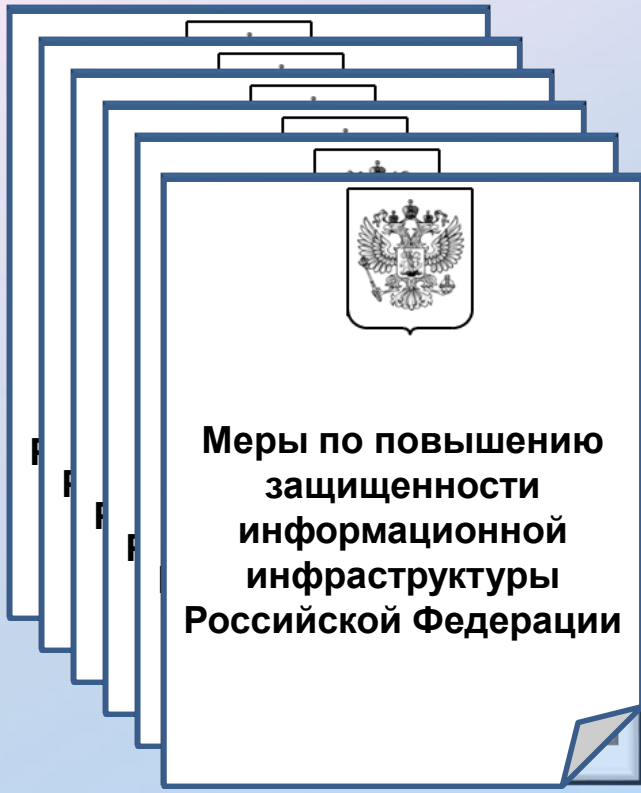 Меры по повышению
защищенности
информационной
инфраструктуры
Российской Федерации